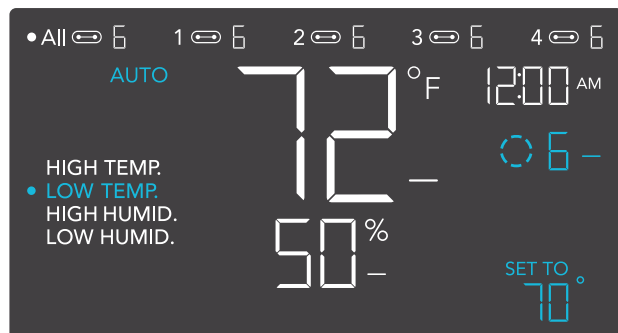 All 6 1 6 2 6 3 6 4 6
AUTO 72 °F 12:00 AM
6 –
HIGH TEMP. –
LOW TEMP.
HIGH HUMID.
LOW HUMID.
50 % –
SET TO
70°